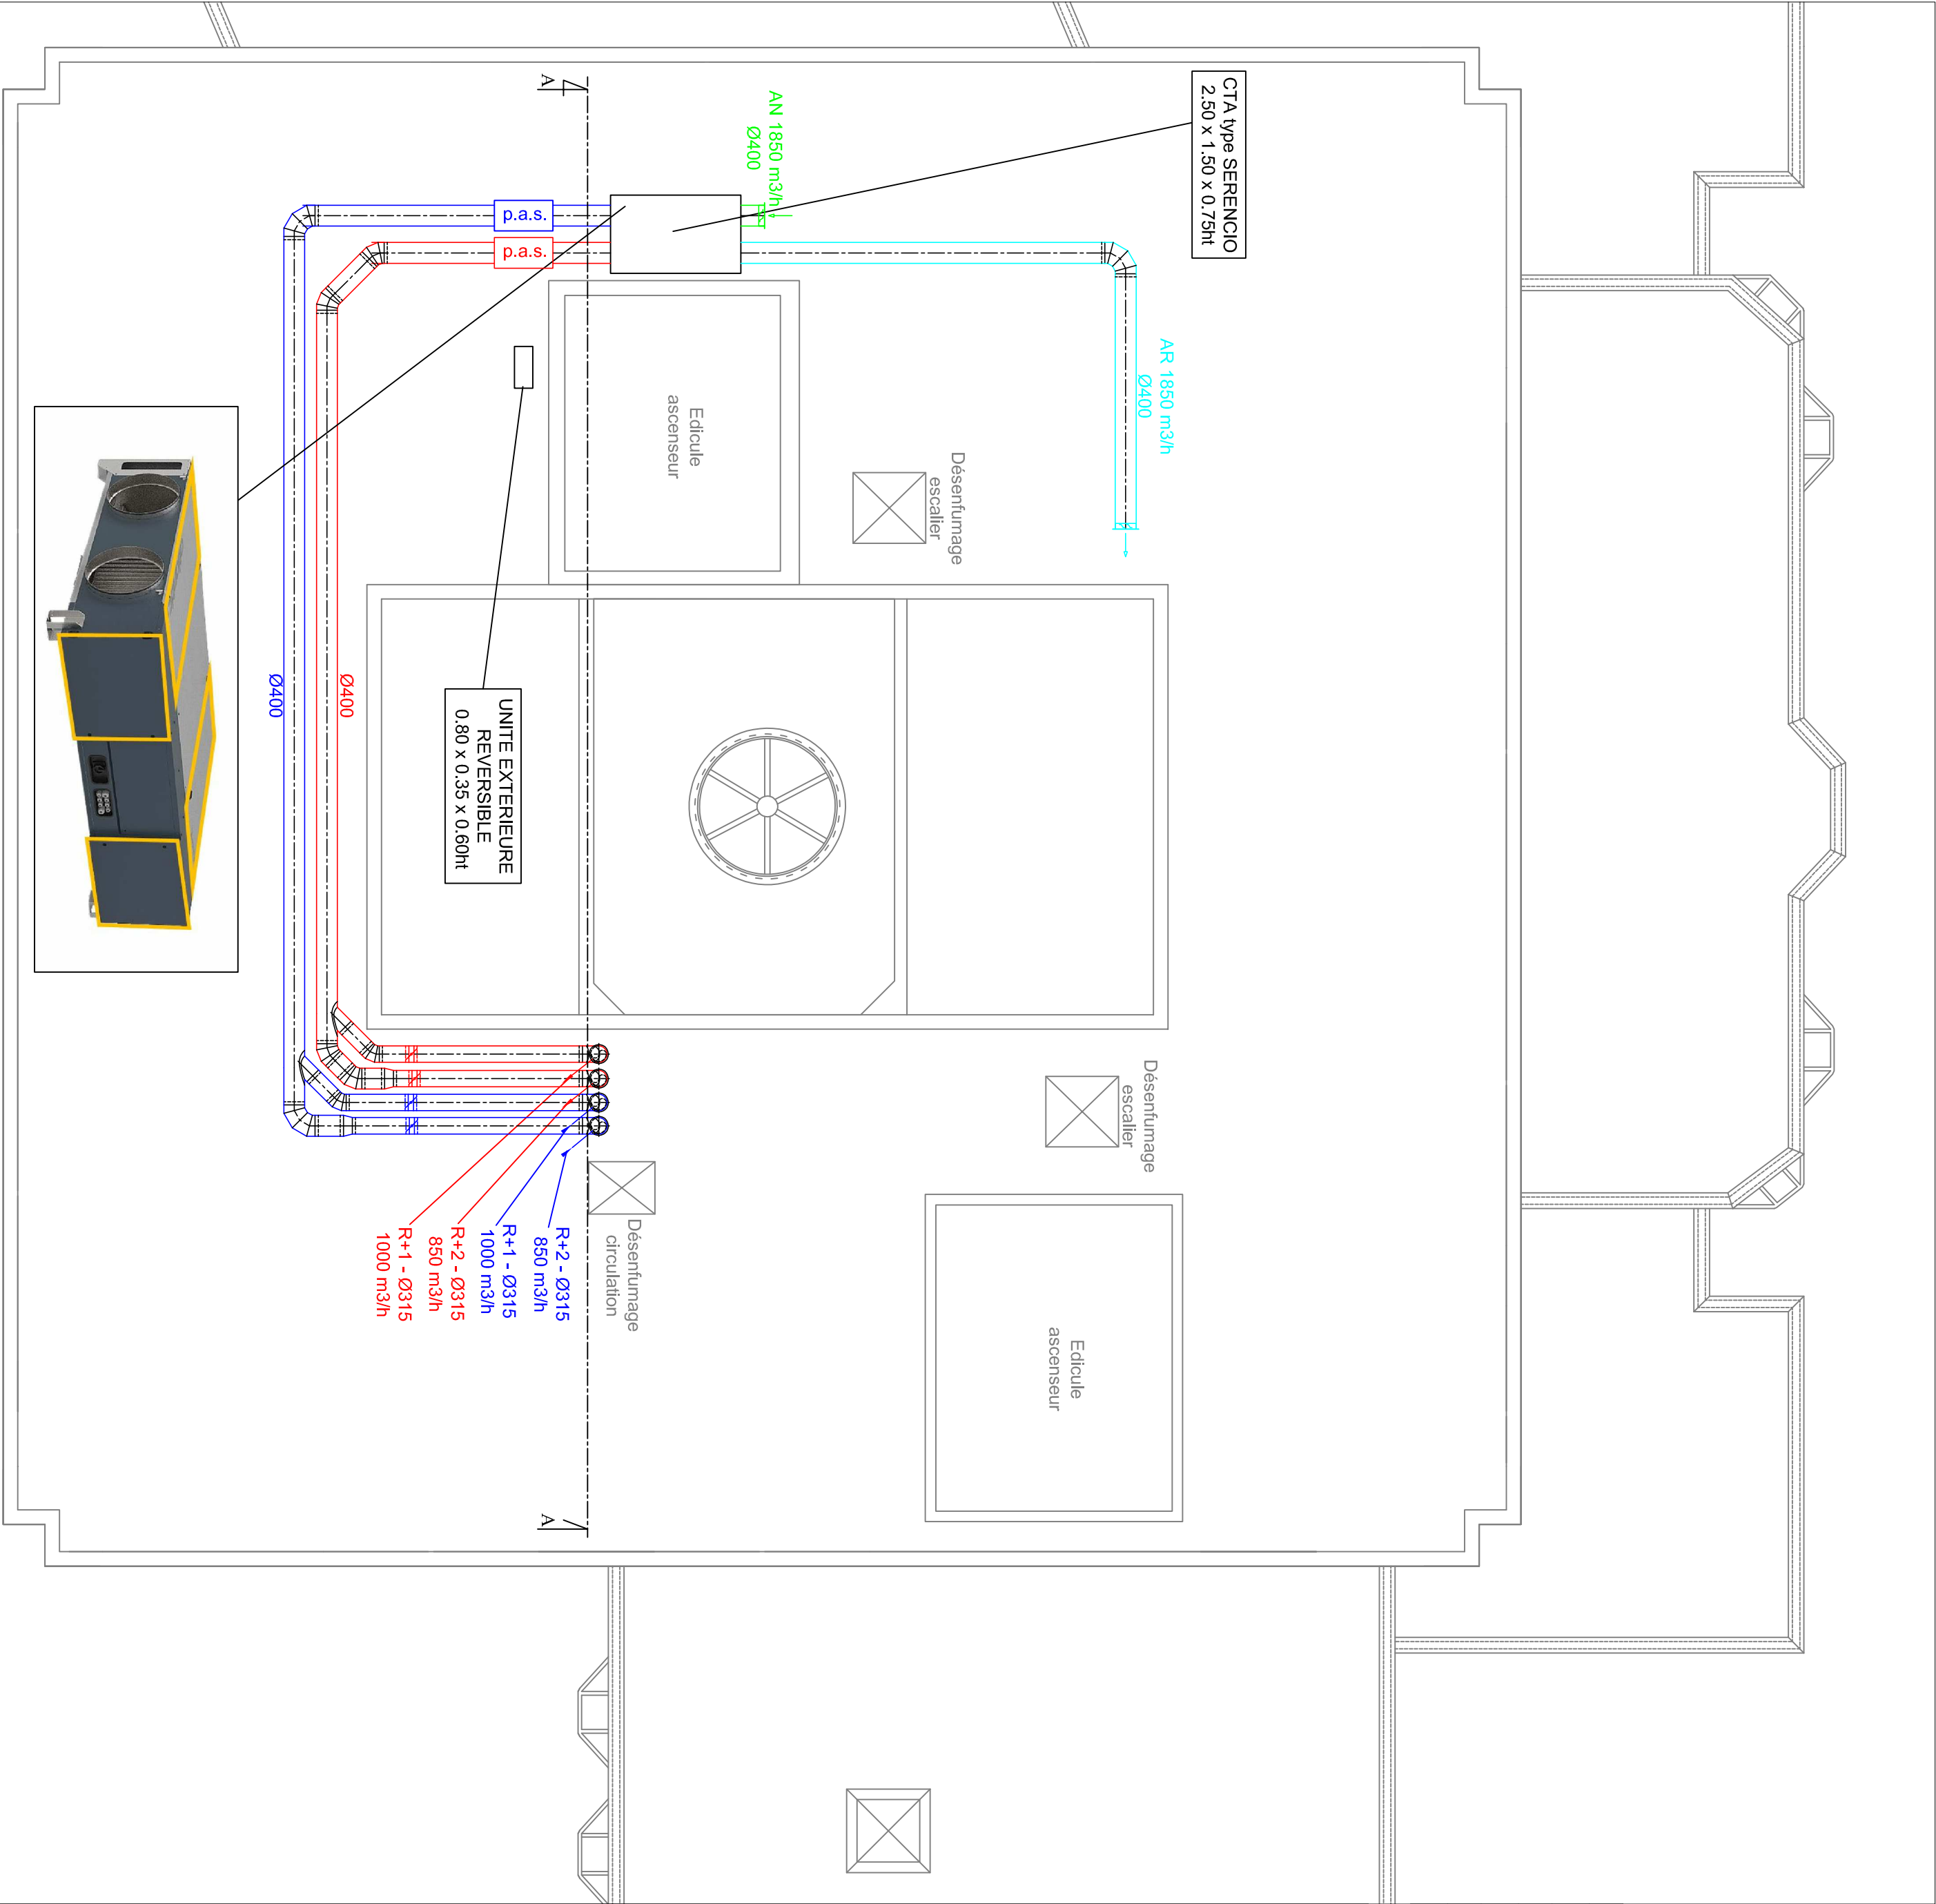 CTA type SERENCIO
2.50 x 1.50 x 0.75ht
AN 1850 m3/h
Ø400
AR 1850 m3/h
Ø400
A
p.a.s.
p.a.s.
Edicule
ascenseur
Désenfumage
escalier
UNITE EXTERIEURE
REVERSIBLE
0.80 x 0.35 x 0.60ht
Ø400
Ø400
Désenfumage
escalier
Désenfumage
circulation
R+2 - Ø315
850 m3/h
R+1 - Ø315
1000 m3/h
R+2 - Ø315
850 m3/h
R+1 - Ø315
1000 m3/h
Edicule
ascenseur
A